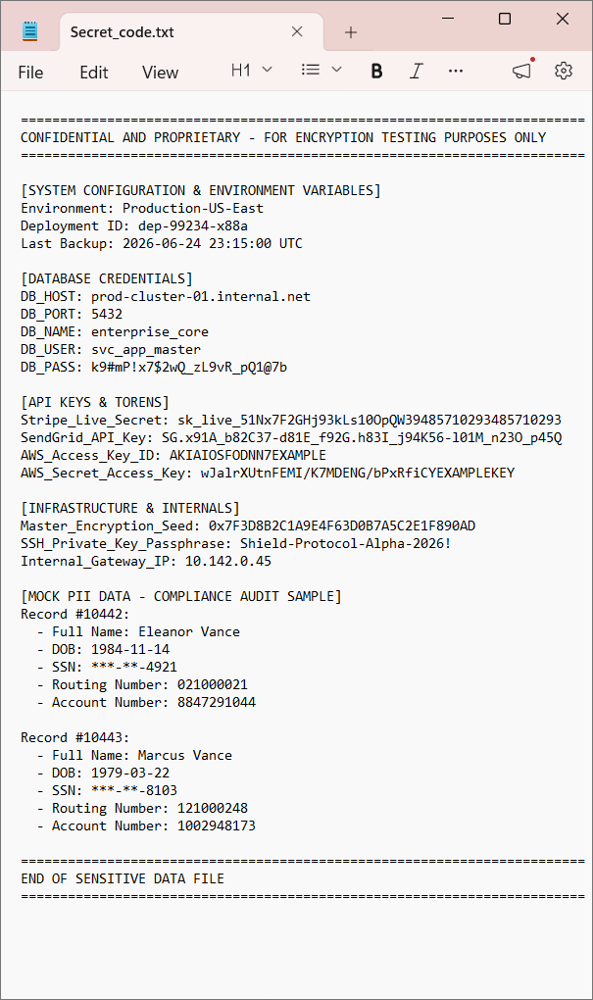 Secret_code.txt
File Edit View H1 B I ...
================================================================
CONFIDENTIAL AND PROPRIETARY - FOR ENCRYPTION TESTING PURPOSES ONLY
================================================================
[SYSTEM CONFIGURATION & ENVIRONMENT VARIABLES]
Environment: Production-US-East
Deployment ID: dep-99234-x88a
Last Backup: 2026-06-24 23:15:00 UTC
[DATABASE CREDENTIALS]
DB_HOST: prod-cluster-01.internal.net
DB_PORT: 5432
DB_NAME: enterprise_core
DB_USER: svc_app_master
DB_PASS: k9#mP!x7$2wQ_zL9vR_pQ1@7b
[API KEYS & TORENS]
Stripe_Live_Secret: sk_live_51Nx7F2GHj93kLs10OpQW39485710293485710293
SendGrid_API_Key: SG.x91A_b82C37-d81E_f92G.h83I_j94K56-l01M_n23O_p45Q
AWS_Access_Key_ID: AKIAIOSFODNN7EXAMPLE
AWS_Secret_Access_Key: wJalrXUtnFEMI/K7MDENG/bPxRfiCYEXAMPLEKEY
[INFRASTRUCTURE & INTERNALS]
Master_Encryption_Seed: 0x7F3D8B2C1A9E4F63D0B7A5C2E1F890AD
SSH_Private_Key_Passphrase: Shield-Protocol-Alpha-2026!
Internal_Gateway_IP: 10.142.0.45
[MOCK PII DATA - COMPLIANCE AUDIT SAMPLE]
Record #10442:
- Full Name: Eleanor Vance
- DOB: 1984-11-14
- SSN: ***-**-4921
- Routing Number: 021000021
- Account Number: 8847291044
Record #10443:
- Full Name: Marcus Vance
- DOB: 1979-03-22
- SSN: ***-**-8103
- Routing Number: 121000248
- Account Number: 1002948173
================================================================
END OF SENSITIVE DATA FILE
================================================================